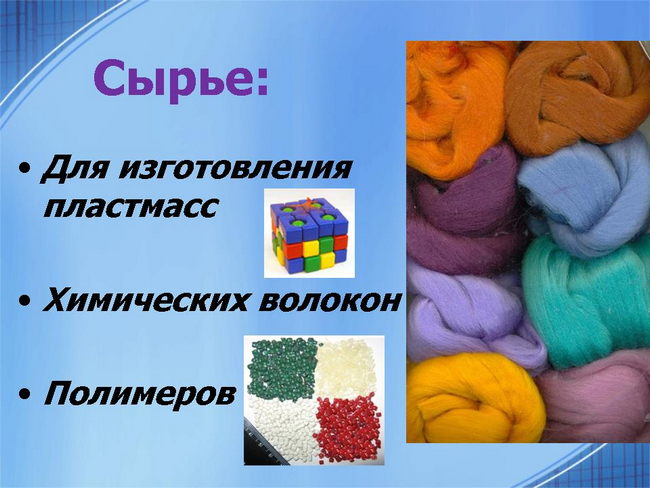 Сырье:
• Для изготовления
пластмасс
• Химических волокон
• Полимеров